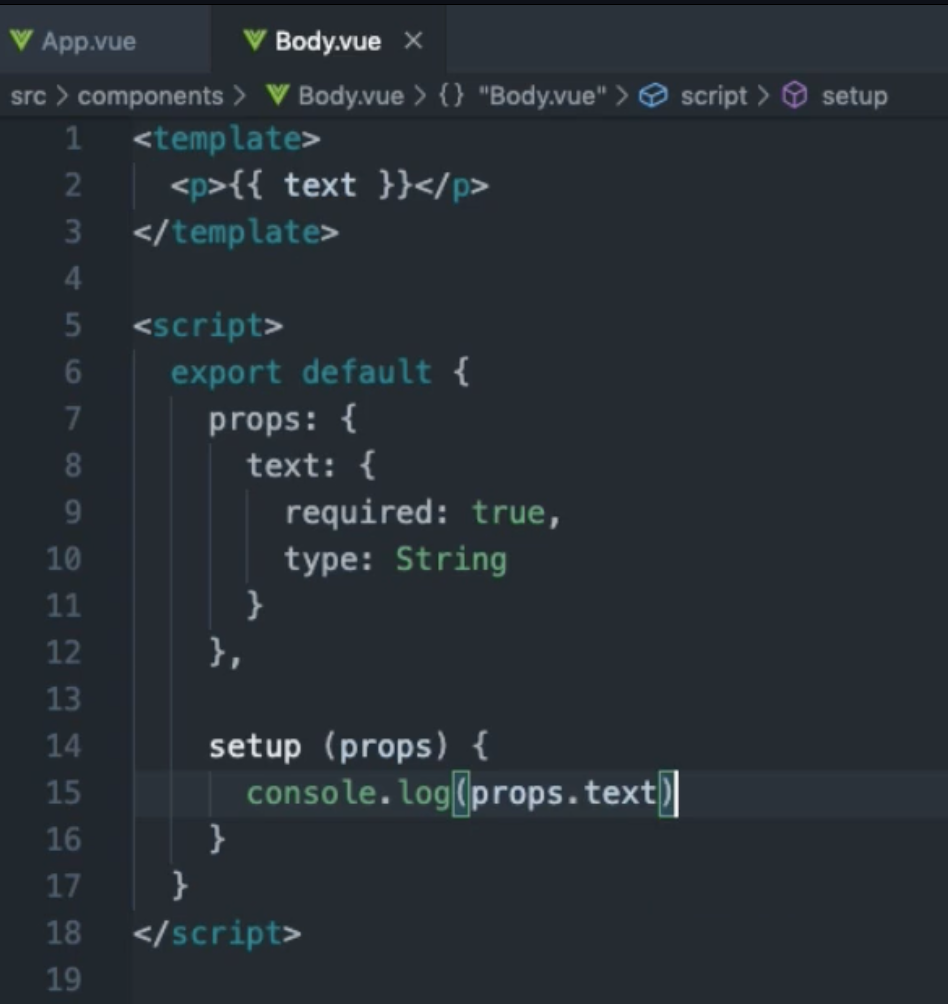 App.vue Body.vue ×
src > components > Body.vue > {} "Body.vue" > script > setup
1 <template>
2   <p>{{ text }}</p>
3 </template>
4
5 <script>
6   export default {
7     props: {
8       text: {
9         required: true,
10         type: String
11       }
12     },
13
14     setup (props) {
15       console.log(props.text)
16     }
17   }
18 </script>
19